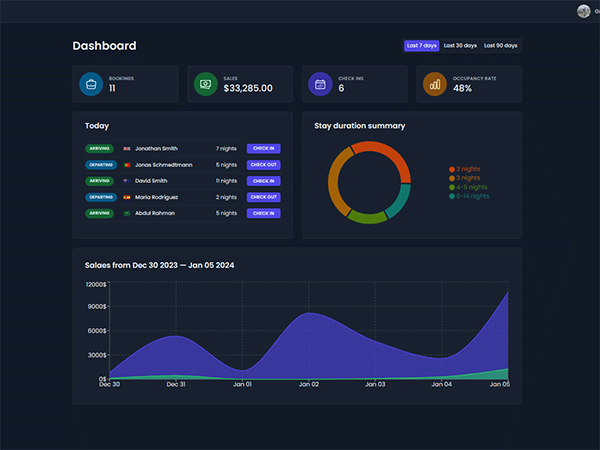 Dashboard
Last 7 days Last 30 days Last 90 days
BOOKINGS
11
SALES
$33,285.00
CHECK INS
6
OCCUPANCY RATE
48%
Today
ARRIVING Jonathan Smith 7 nights CHECK IN
DEPARTING Jonas Schmedtmann 5 nights CHECK OUT
ARRIVING David Smith 11 nights CHECK IN
DEPARTING Maria Rodriguez 2 nights CHECK OUT
ARRIVING Abdul Rahman 5 nights CHECK IN
Stay duration summary
2 nights
3 nights
4-5 nights
8-14 nights
Salaes from Dec 30 2023 — Jan 05 2024
12000$
9000$
6000$
3000$
0$
Dec 30 Dec 31 Jan 01 Jan 02 Jan 03 Jan 04 Jan 05